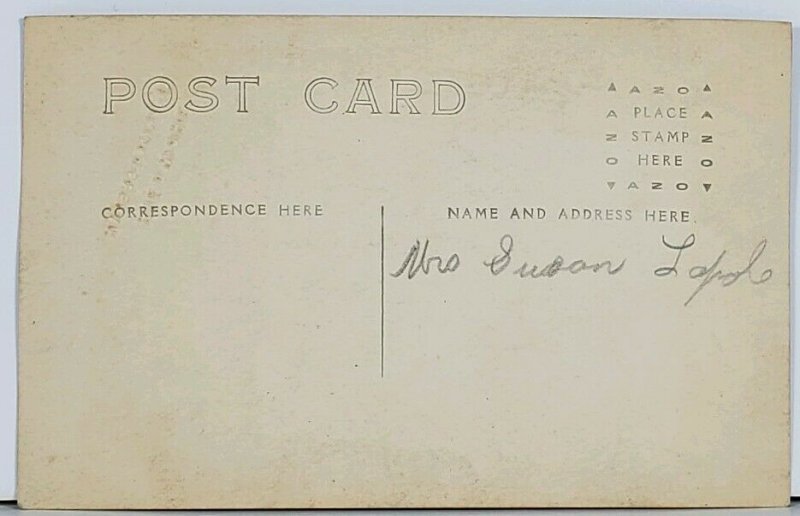 POST CARD
▲ AZO ▲
A PLACE A
Z STAMP Z
O HERE O
▼ AZO ▼
CORRESPONDENCE HERE
NAME AND ADDRESS HERE.
Mrs Susan